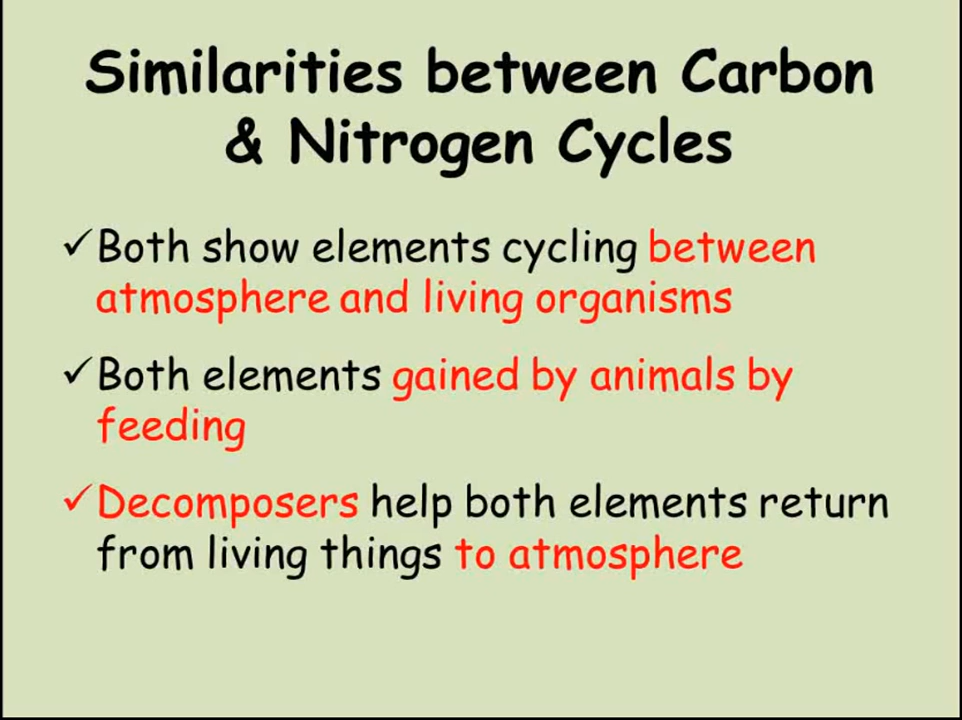 Similarities between Carbon
& Nitrogen Cycles
✓Both show elements cycling between
atmosphere and living organisms
✓Both elements gained by animals by
feeding
✓Decomposers help both elements return
from living things to atmosphere